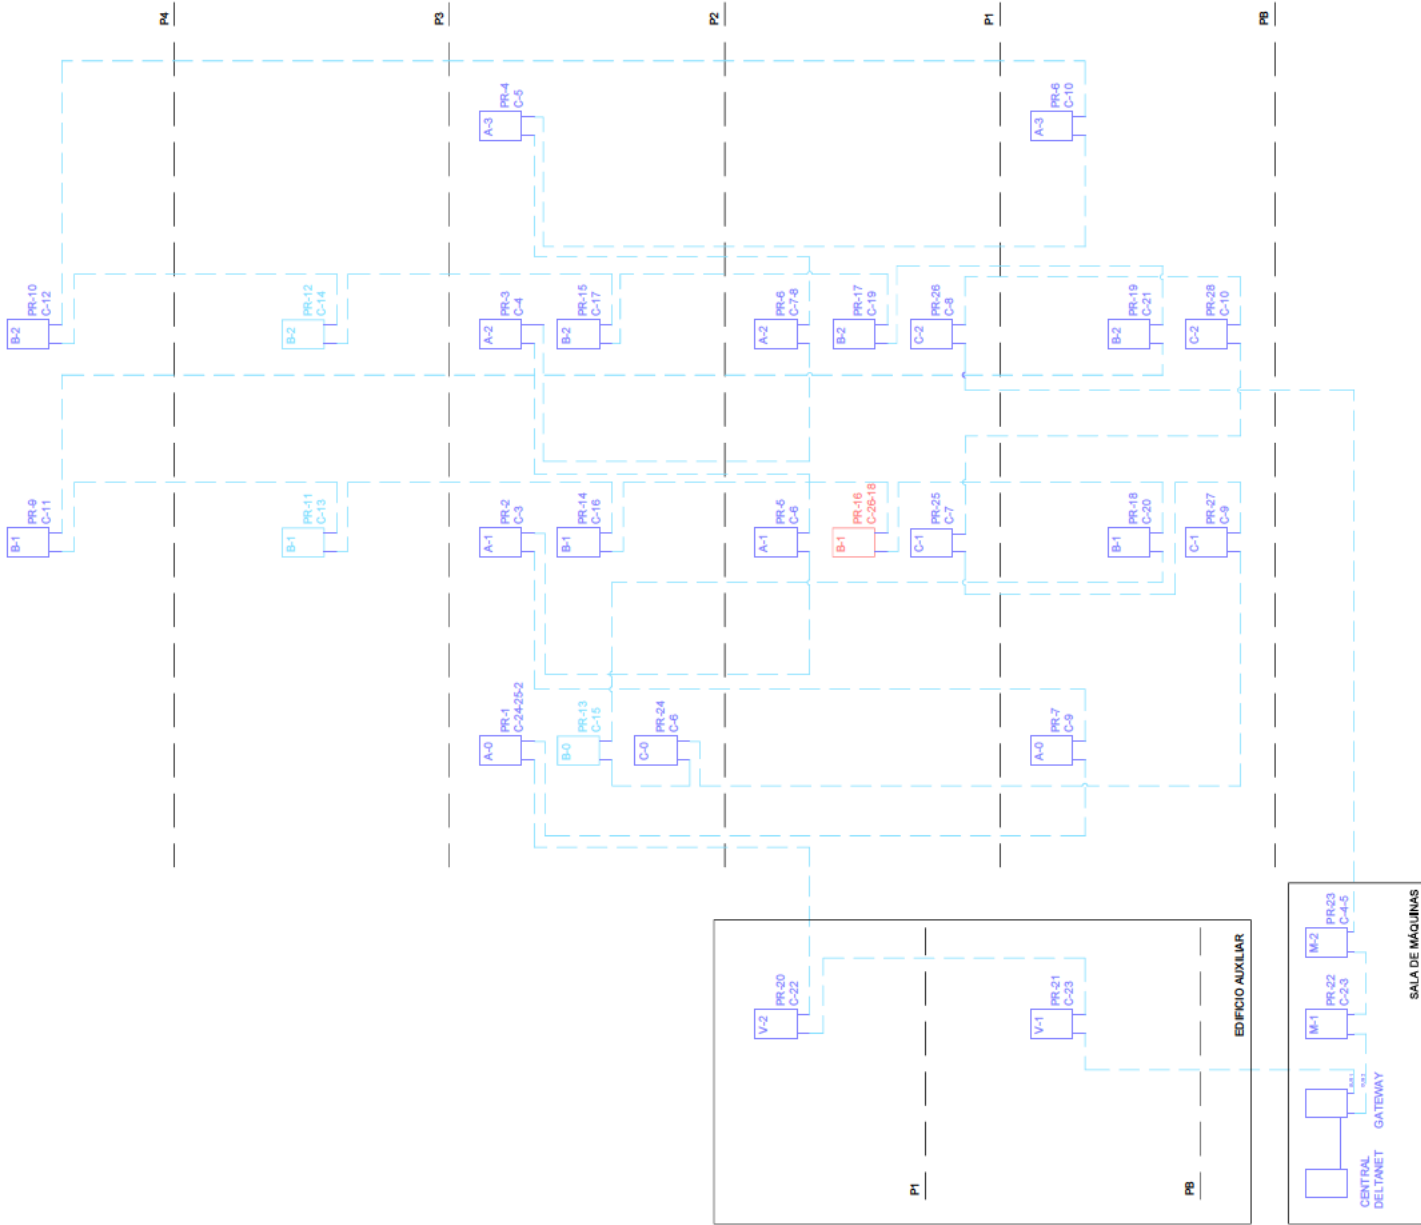 B-1
PR-9
C-11
B-2
PR-10
C-12
P4
B-1
PR-11
C-13
B-2
PR-12
C-14
P3
A-0
PR-1
C-24-25-2
A-1
PR-2
C-3
A-2
PR-3
C-4
A-3
PR-4
C-5
B-0
PR-13
C-15
B-1
PR-14
C-16
B-2
PR-15
C-17
C-0
PR-24
C-6
P2
V-2
PR-20
C-22
A-1
PR-5
C-6
A-2
PR-6
C-7-8
B-1
PR-16
C-26-18
B-2
PR-17
C-19
P1
C-1
PR-25
C-7
C-2
PR-26
C-8
P1
V-1
PR-21
C-23
A-0
PR-7
C-9
A-3
PR-6
C-10
B-1
PR-18
C-20
B-2
PR-19
C-21
PB
C-1
PR-27
C-9
C-2
PR-28
C-10
EDIFICIO AUXILIAR
PB
M-1
PR-22
C-2-3
M-2
PR-23
C-4-5
CENTRAL
DELTANET
GATEWAY
SALA DE MÁQUINAS